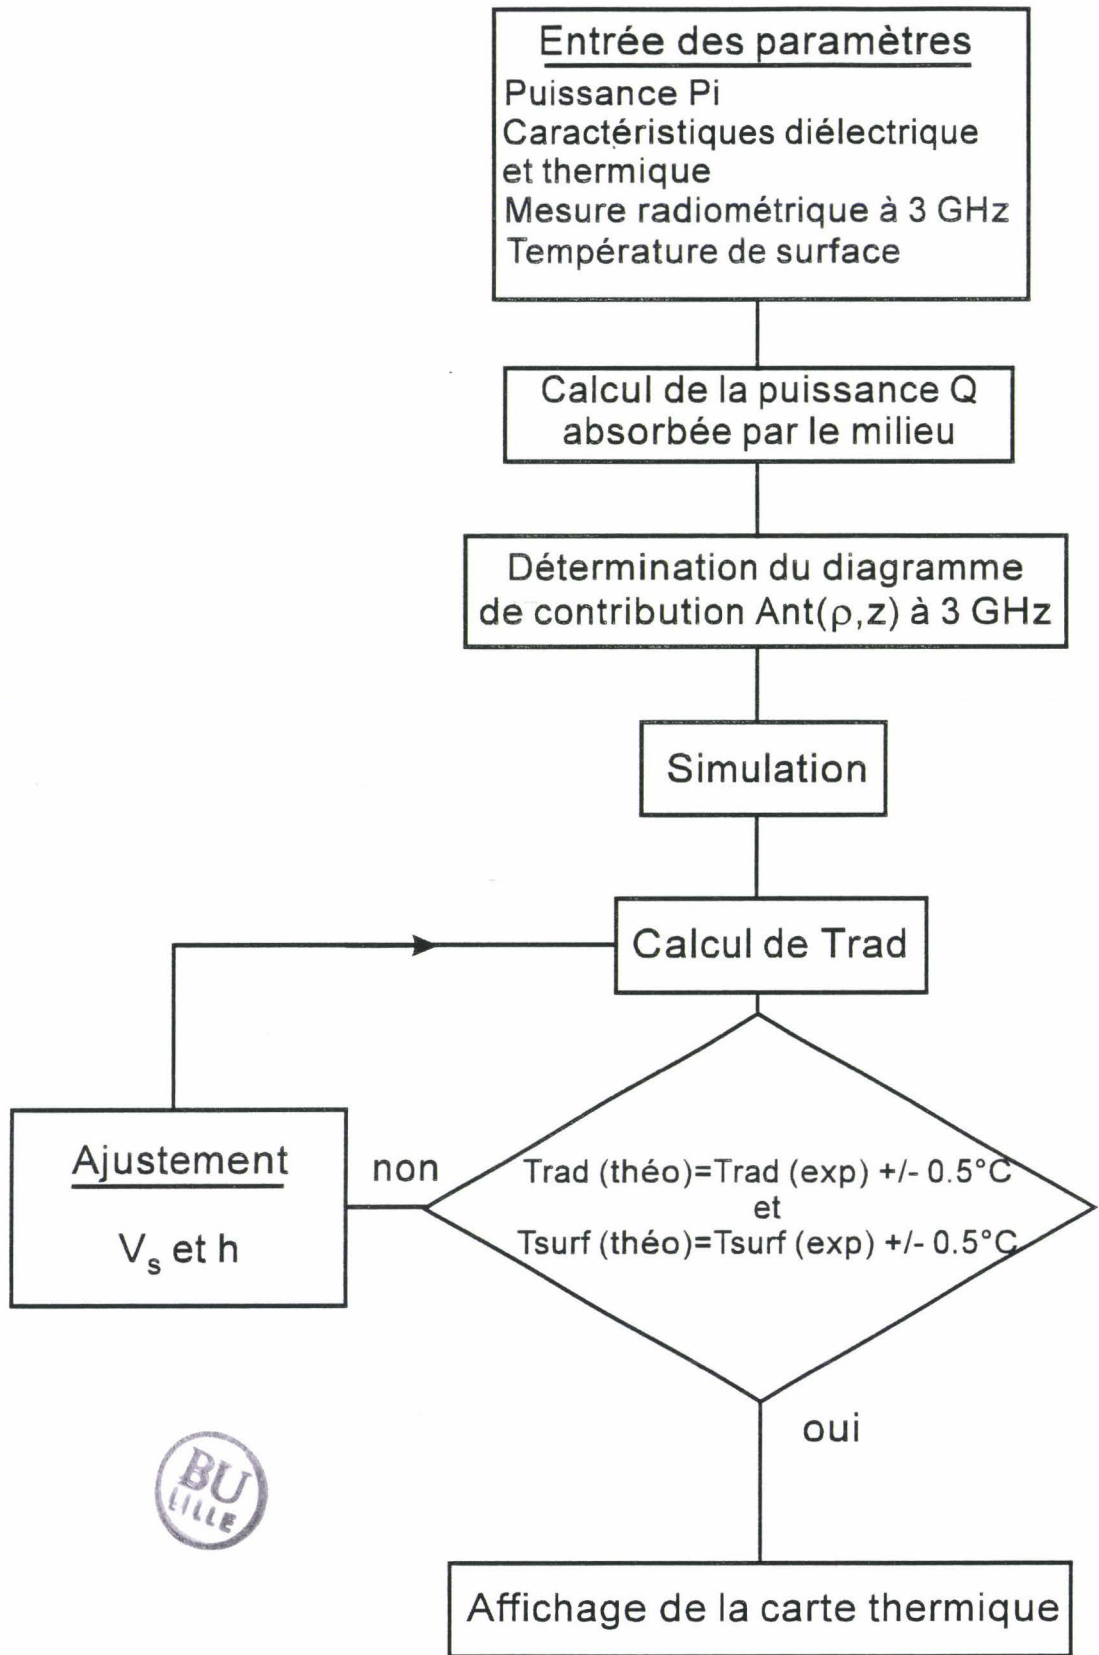 Entrée des paramètres
Puissance Pi
Caractéristiques diélectrique
et thermique
Mesure radiométrique à 3 GHz
Température de surface
Calcul de la puissance Q
absorbée par le milieu
Détermination du diagramme
de contribution Ant(ρ,z) à 3 GHz
Simulation
Calcul de Trad
Trad (théo)=Trad (exp) +/- 0.5°C
et
Tsurf (théo)=Tsurf (exp) +/- 0.5°C
non
Ajustement
Vs et h
oui
BU
LILLE
Affichage de la carte thermique